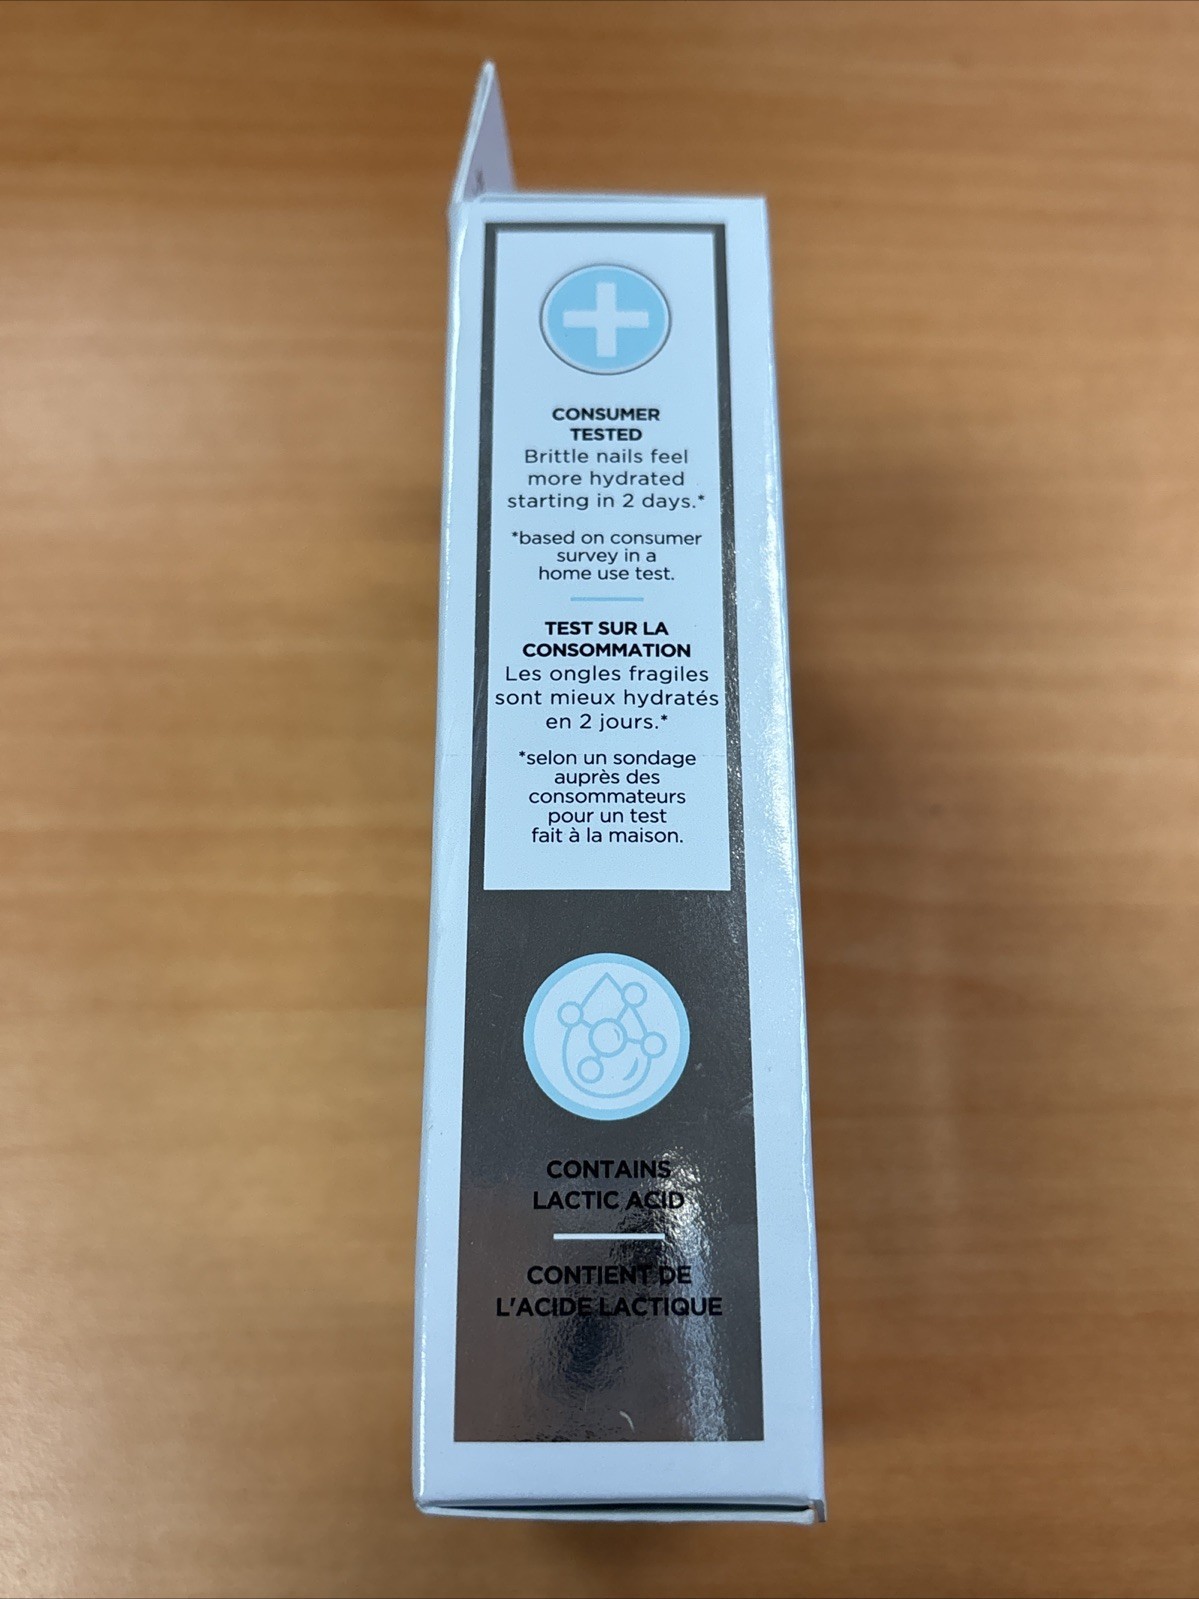 CONSUMER
TESTED
Brittle nails feel
more hydrated
starting in 2 days.*
*based on consumer
survey in a
home use test.
TEST SUR LA
CONSOMMATION
Les ongles fragiles
sont mieux hydratés
en 2 jours.*
*selon un sondage
auprès des
consommateurs
pour un test
fait à la maison.
CONTAINS
LACTIC ACID
CONTIENT DE
L'ACIDE LACTIQUE